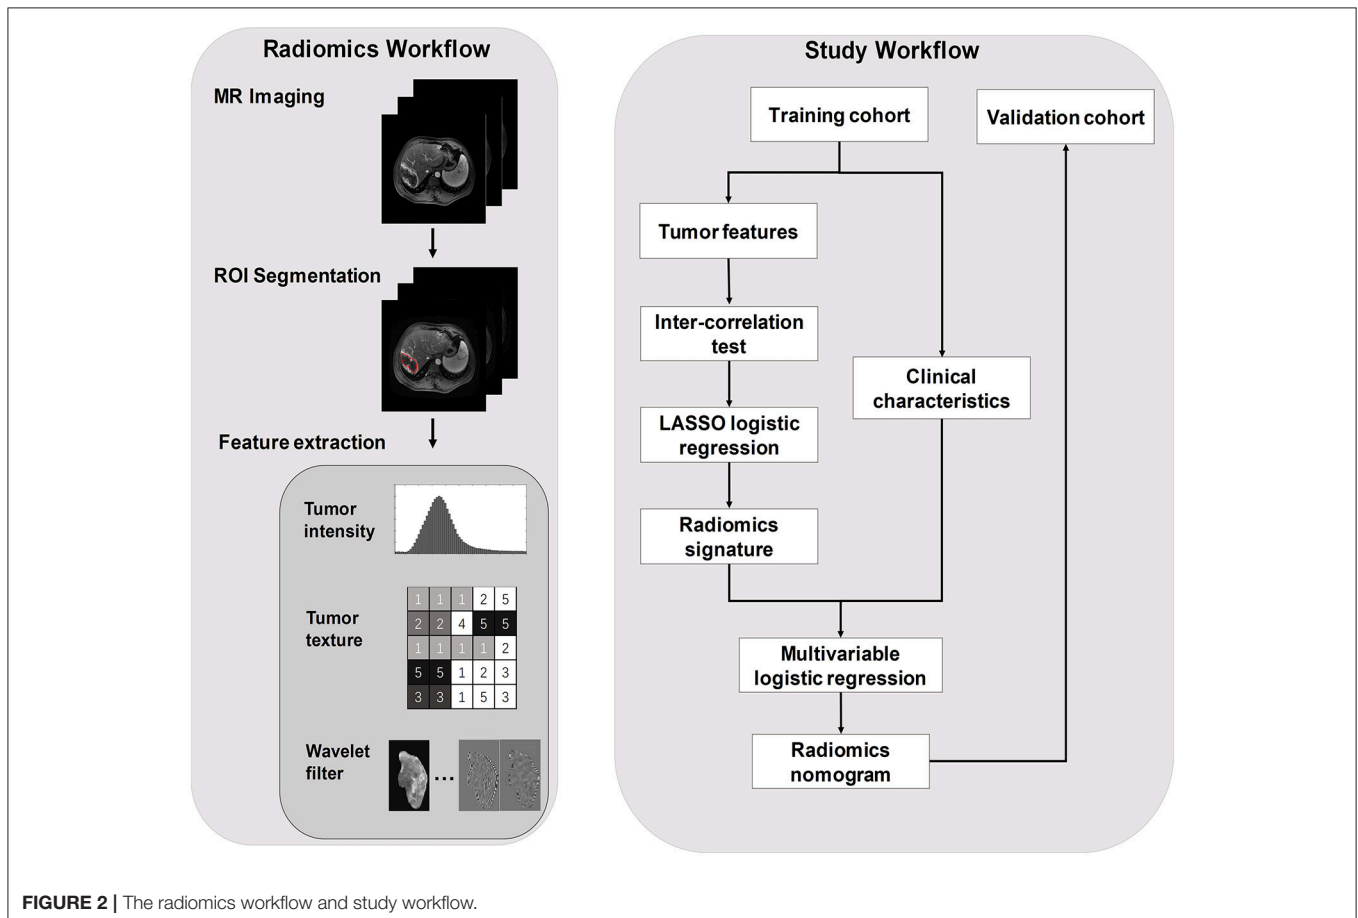 Radiomics Workflow
MR Imaging
ROI Segmentation
Feature extraction
Tumor
intensity
Tumor
texture
1 1 1 2 5
2 2 4 5 5
1 1 1 1 2
5 5 1 2 3
3 3 1 5 3
Wavelet
filter
...
Study Workflow
Training cohort
Validation cohort
Tumor features
Inter-correlation
test
LASSO logistic
regression
Clinical
characteristics
Radiomics
signature
Multivariable
logistic regression
Radiomics
nomogram
FIGURE 2 | The radiomics workflow and study workflow.